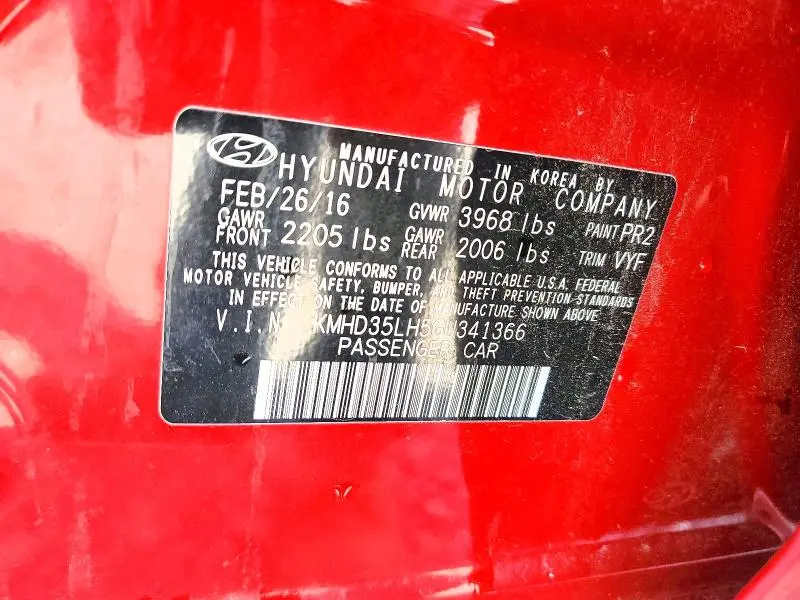 MANUFACTURED IN KOREA BY
HYUNDAI MOTOR COMPANY
FEB/26/16 GVWR 3968 lbs PAINT PR2
GAWR FRONT 2205 lbs GAWR REAR 2006 lbs TRIM VYF
THIS VEHICLE CONFORMS TO ALL APPLICABLE U.S.A. FEDERAL
MOTOR VEHICLE SAFETY, BUMPER, AND THEFT PREVENTION STANDARDS
IN EFFECT ON THE DATE OF MANUFACTURE SHOWN ABOVE
V.I.N : KMHD35LH5GU341366
PASSENGER CAR